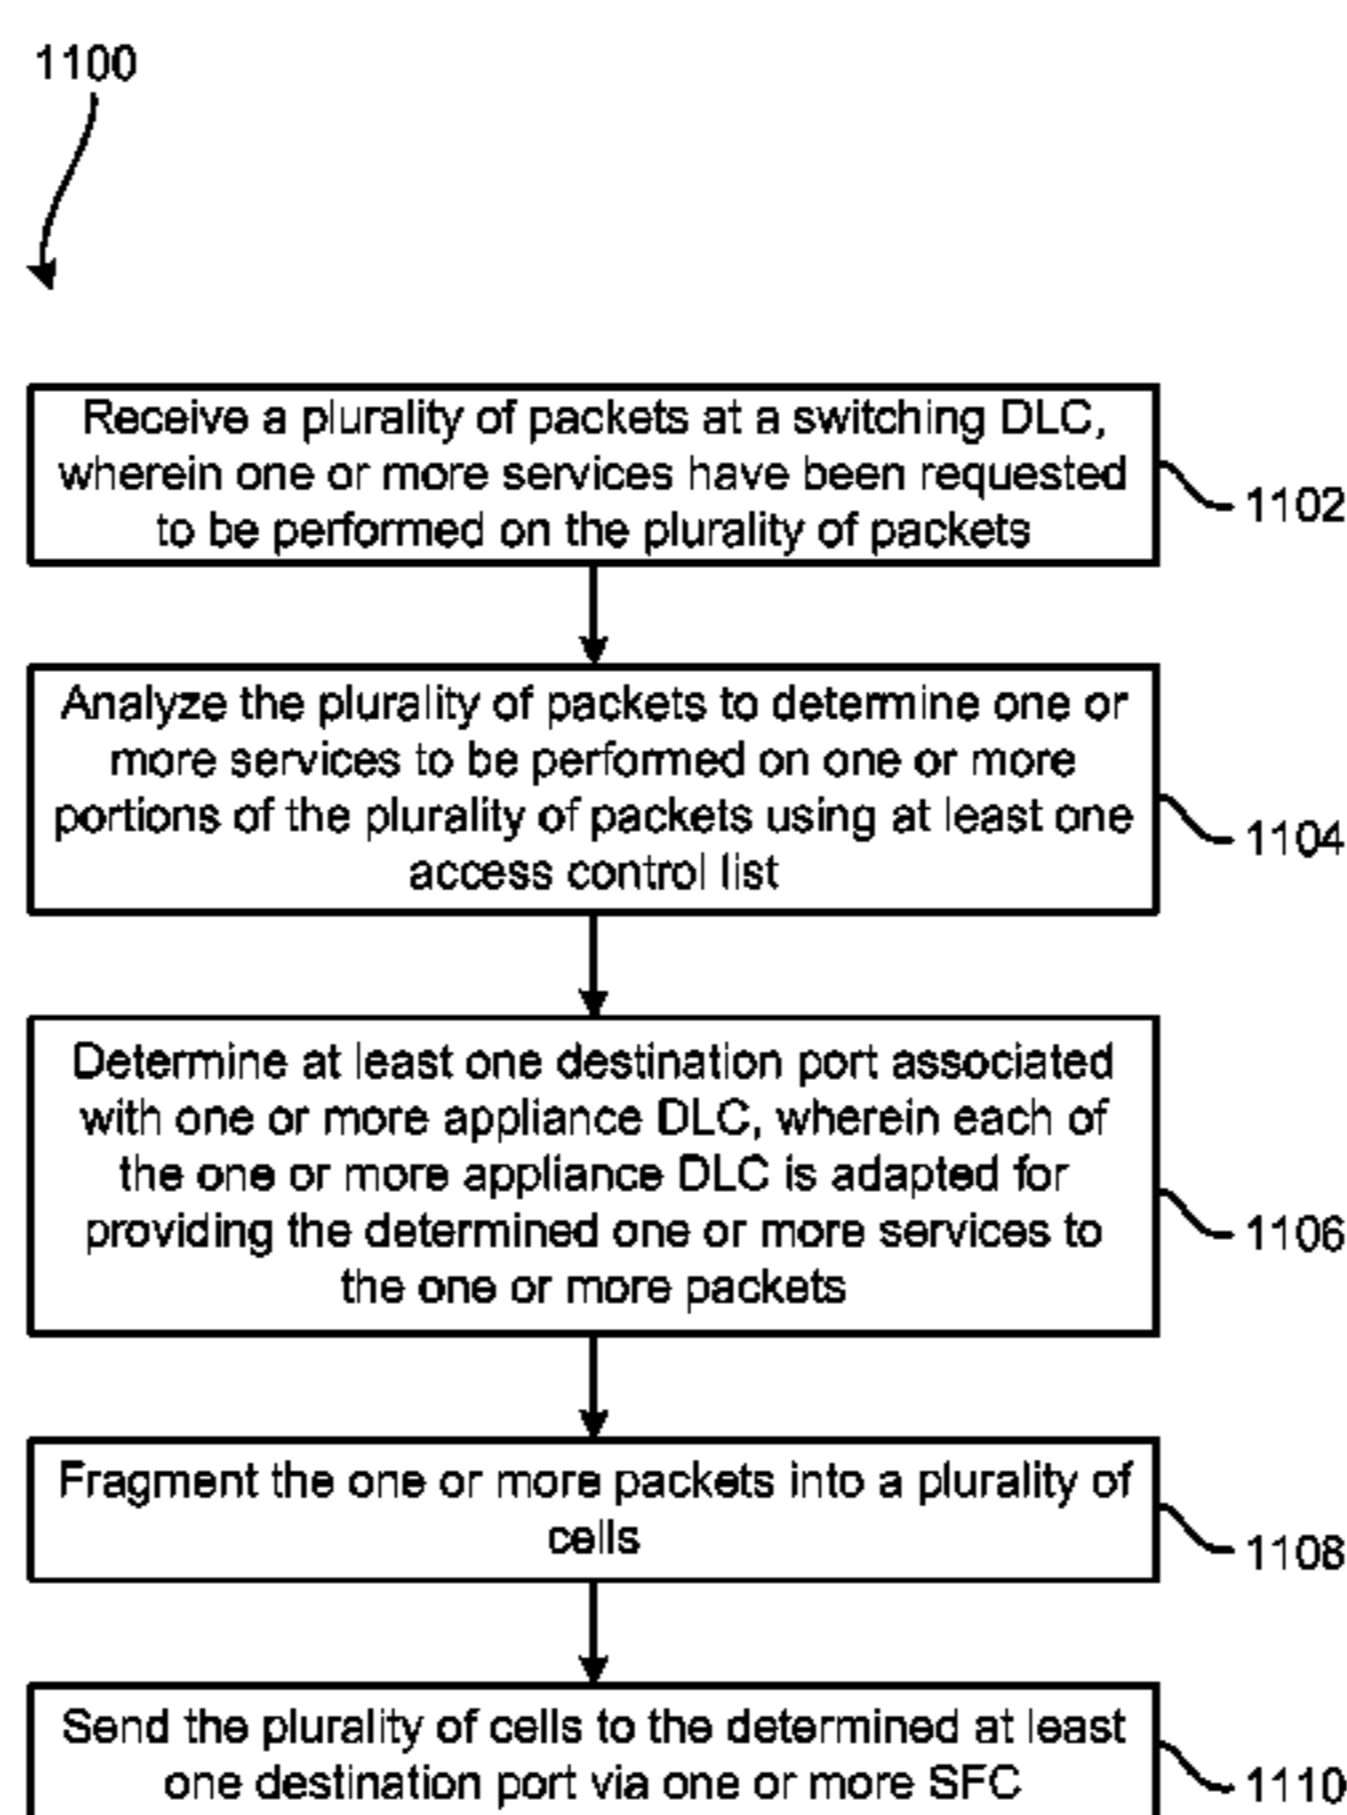 1100
Receive a plurality of packets at a switching DLC,
wherein one or more services have been requested
to be performed on the plurality of packets
1102
Analyze the plurality of packets to determine one or
more services to be performed on one or more
portions of the plurality of packets using at least one
access control list
1104
Determine at least one destination port associated
with one or more appliance DLC, wherein each of
the one or more appliance DLC is adapted for
providing the determined one or more services to
the one or more packets
1106
Fragment the one or more packets into a plurality of
cells
1108
Send the plurality of cells to the determined at least
one destination port via one or more SFC
1110